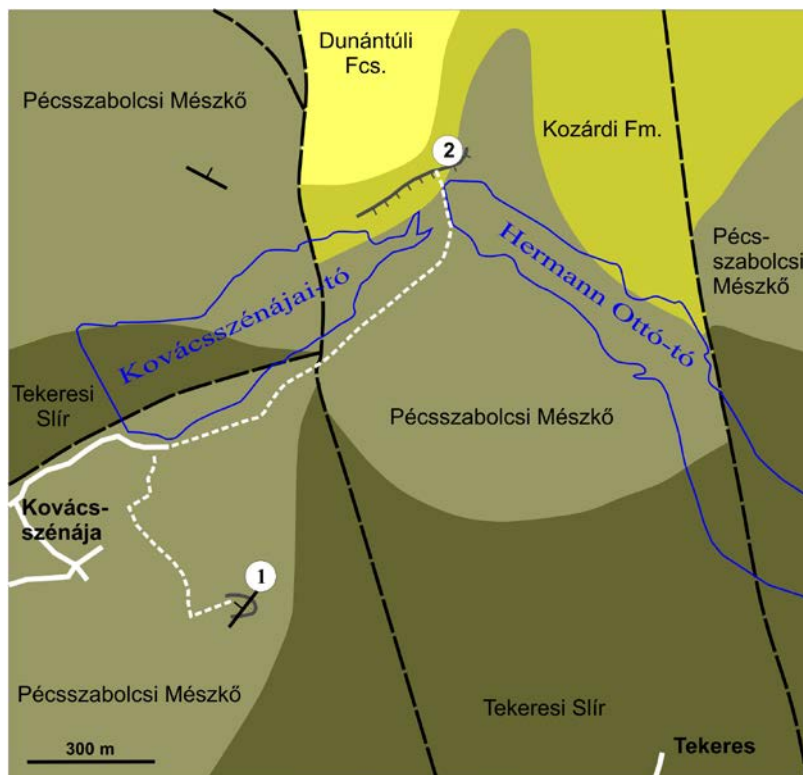 Dunántúli
Fcs.
Pécsszabolcsi Mészkő
Kozárdi Fm.
2
Pécs-
szabolcsi
Mészkő
Hermann Ottó-tó
Kovácsszénájai-tó
Tekeresi
Slír
Pécsszabolcsi Mészkő
Kovács-
szénája
1
Pécsszabolcsi Mészkő
Tekeresi Slír
300 m
Tekeres